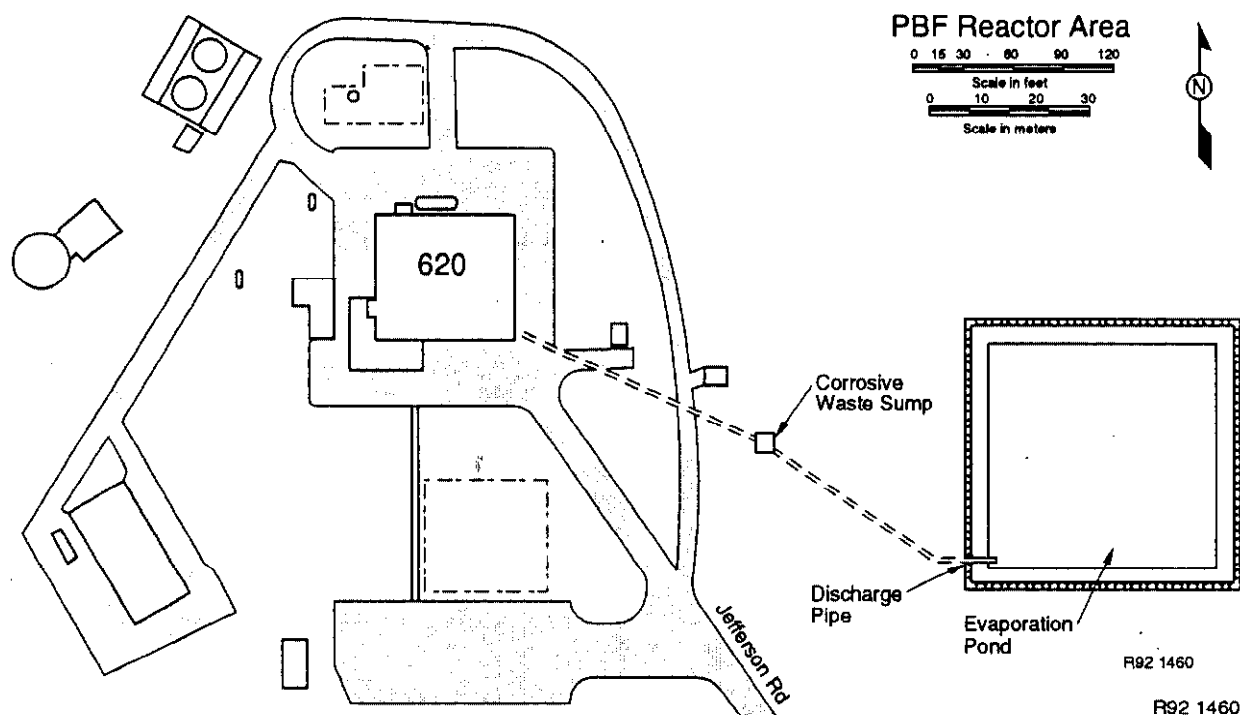 PBF Reactor Area
0 15 30 60 90 120
Scale in feet
0 10 20 30
Scale in meters
N
620
Corrosive
Waste Sump
Discharge
Pipe
Evaporation
Pond
Jefferson Rd
R92 1460
R92 1460